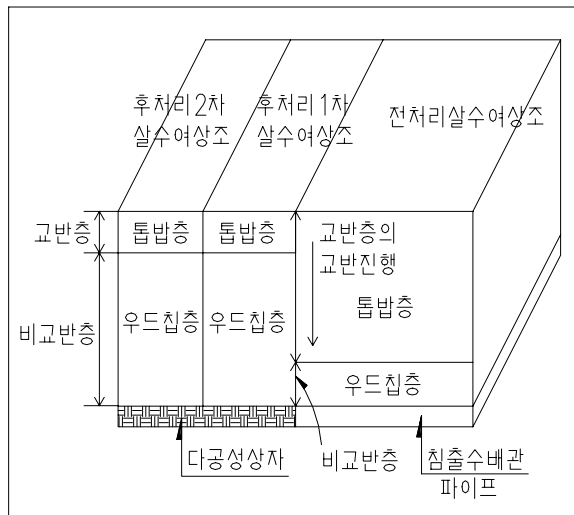 후처리2차
살수여상조
후처리1차
살수여상조
전처리살수여상조
교반층
톱밥층
톱밥층
교반층의
교반진행
톱밥층
비교반층
우드칩층
우드칩층
우드칩층
다공성상자
비교반층
침출수배관
파이프